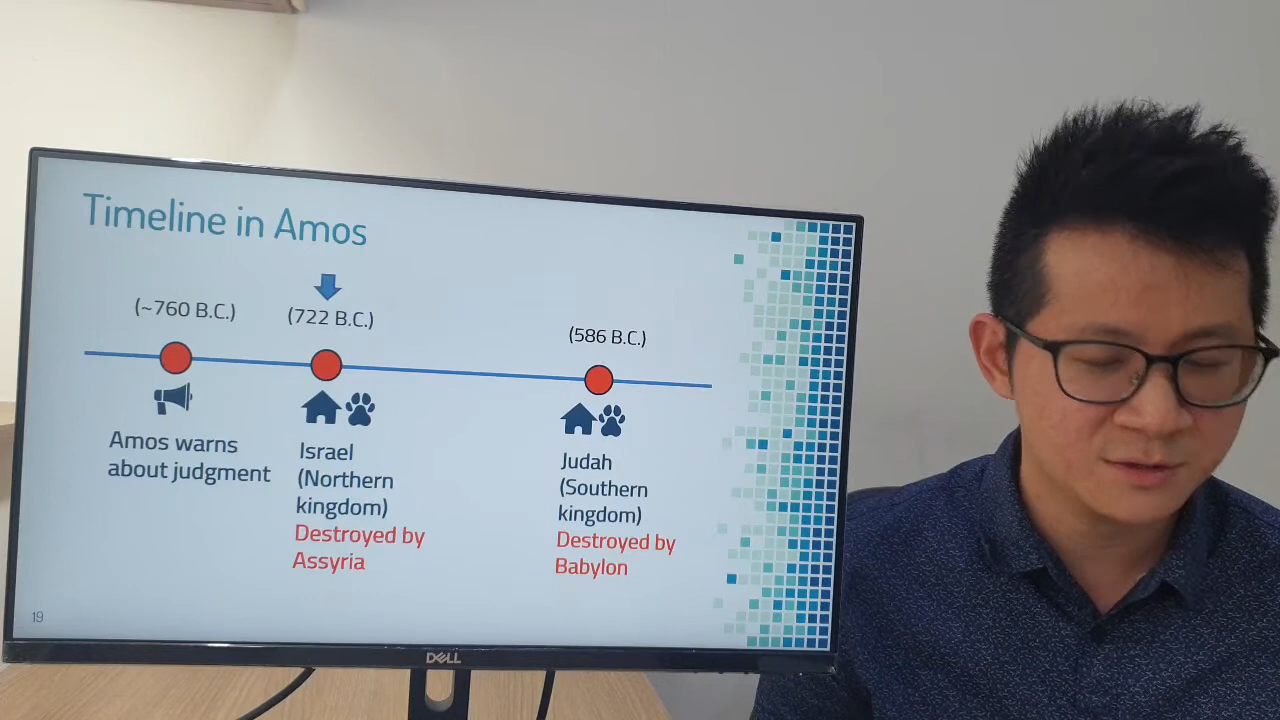 Timeline in Amos
(~760 B.C.)
(722 B.C.)
(586 B.C.)
Amos warns
about judgment
Israel
(Northern
kingdom)
Destroyed by
Assyria
Judah
(Southern
kingdom)
Destroyed by
Babylon
19
DELL